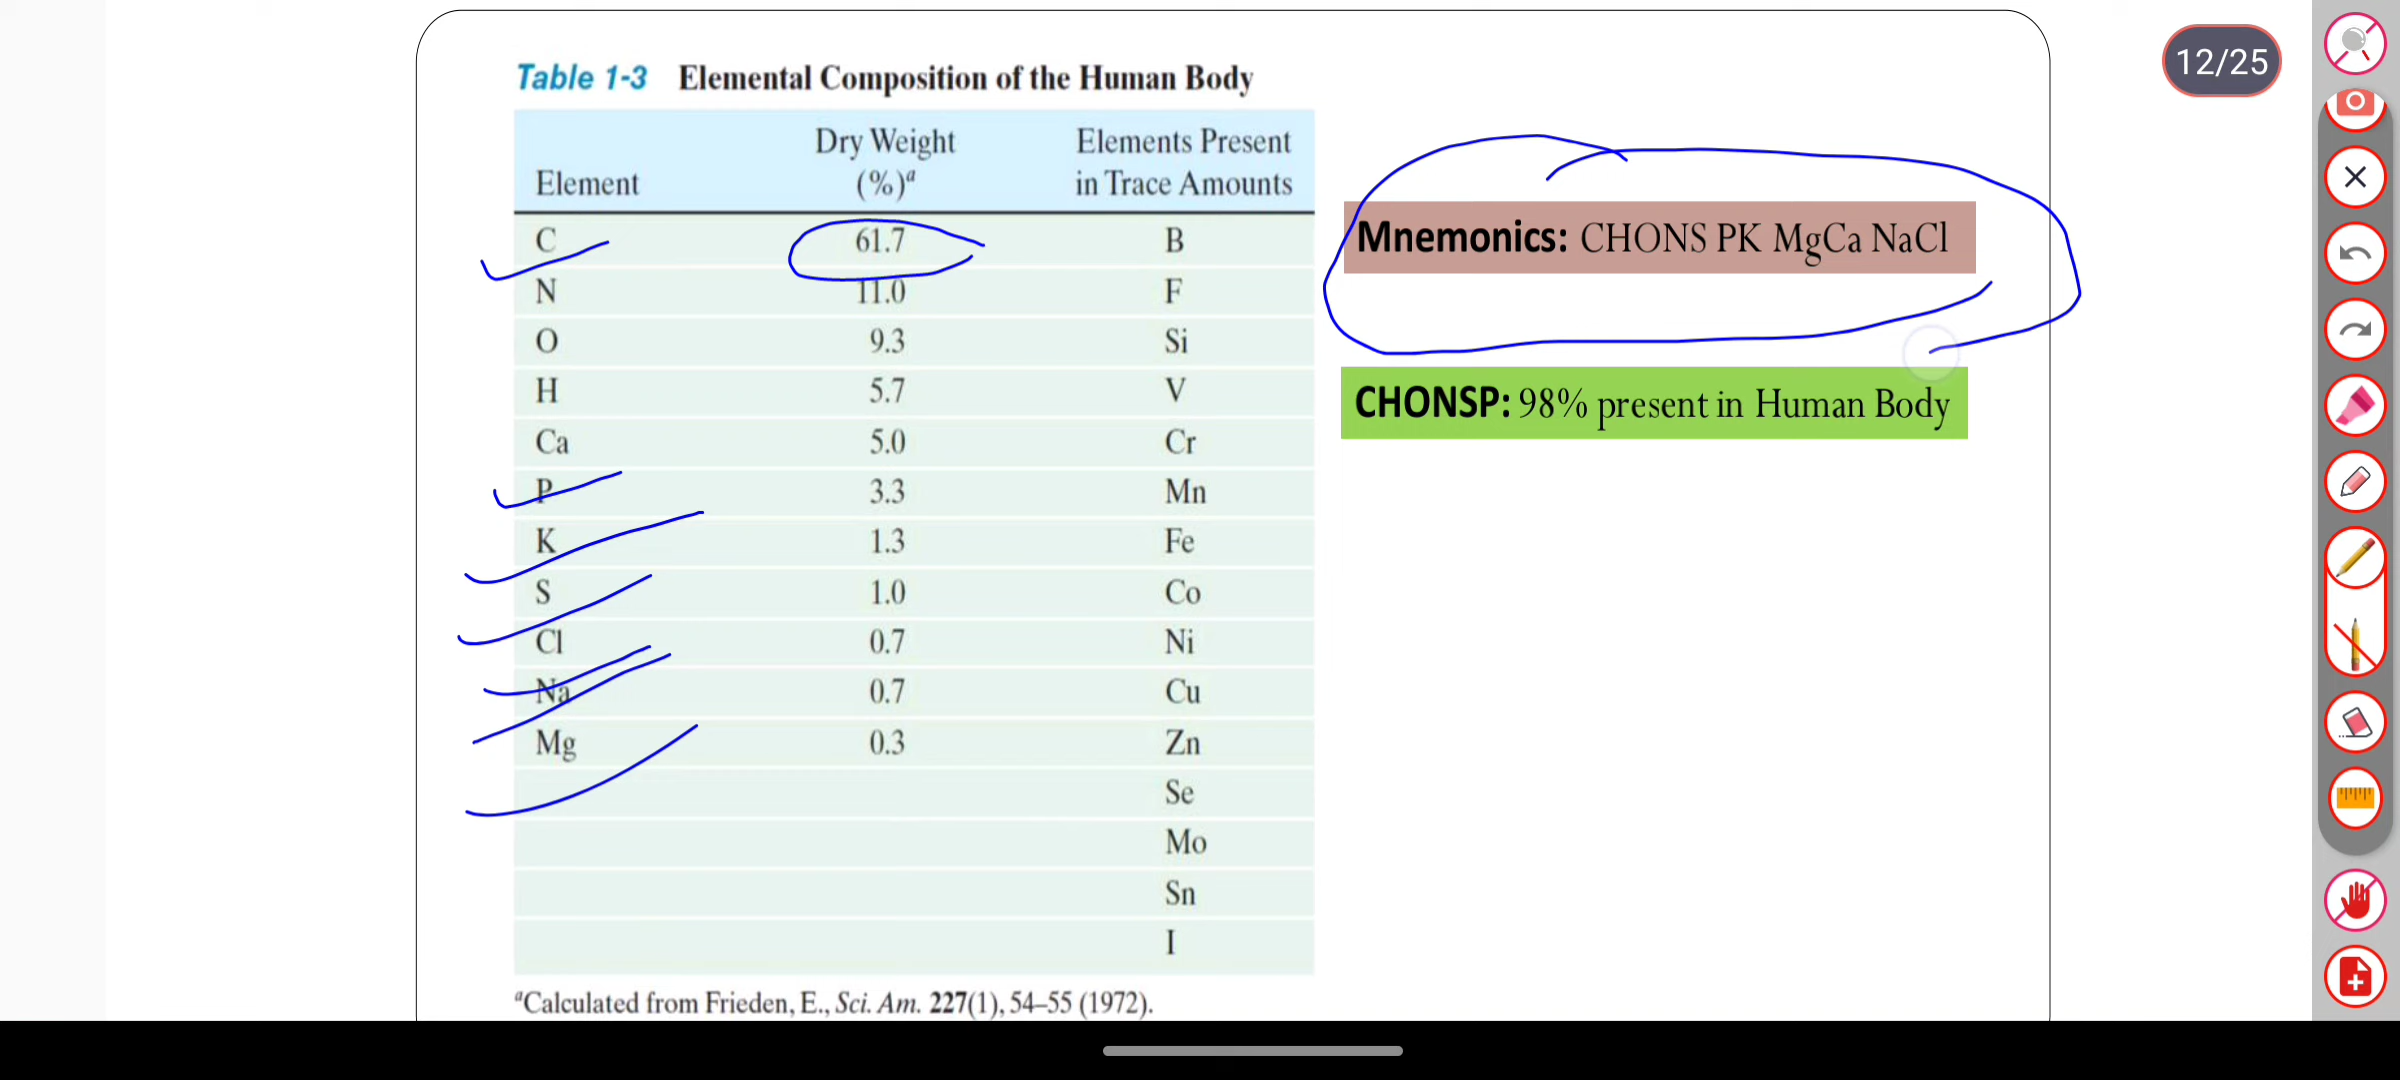 12/25
Table 1-3 Elemental Composition of the Human Body
Element Dry Weight (%)a Elements Present in Trace Amounts
C 61.7 B
N 11.0 F
O 9.3 Si
H 5.7 V
Ca 5.0 Cr
P 3.3 Mn
K 1.3 Fe
S 1.0 Co
Cl 0.7 Ni
Na 0.7 Cu
Mg 0.3 Zn
Se
Mo
Sn
I
aCalculated from Frieden, E., Sci. Am. 227(1), 54–55 (1972).
Mnemonics: CHONS PK MgCa NaCl
CHONSP: 98% present in Human Body